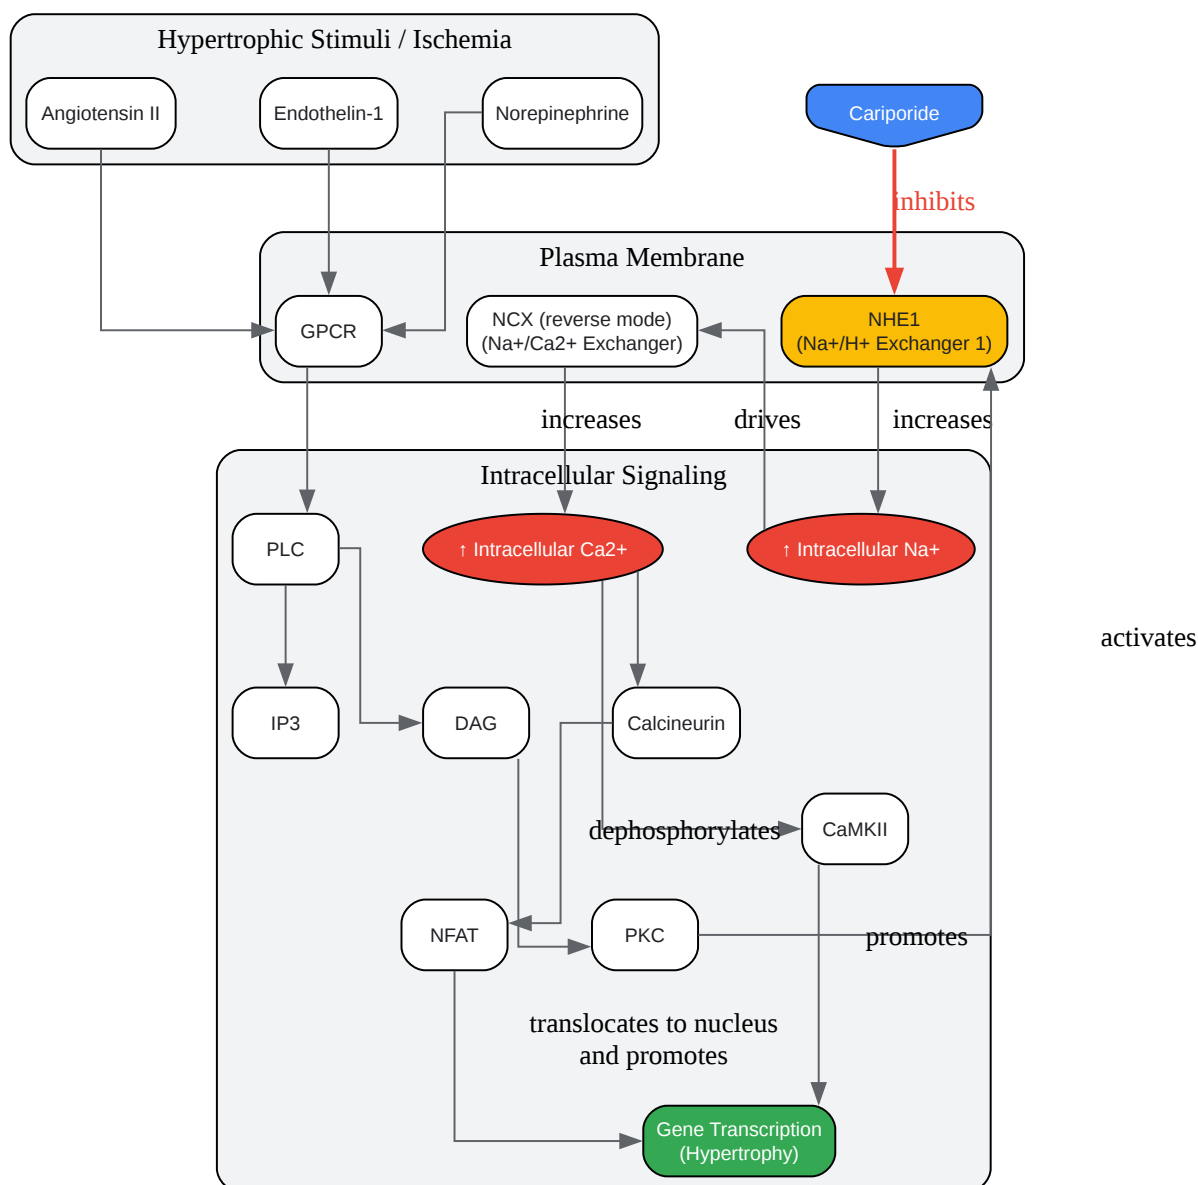 Hypertrophic Stimuli / Ischemia
Angiotensin II
Endothelin-1
Norepinephrine
Cariporide
inhibits
Plasma Membrane
GPCR
NCX (reverse mode)
(Na+/Ca2+ Exchanger)
NHE1
(Na+/H+ Exchanger 1)
increases
drives
increases
Intracellular Signaling
PLC
↑ Intracellular Ca2+
↑ Intracellular Na+
activates
IP3
DAG
Calcineurin
dephosphorylates
CaMKII
NFAT
PKC
promotes
translocates to nucleus
and promotes
Gene Transcription
(Hypertrophy)